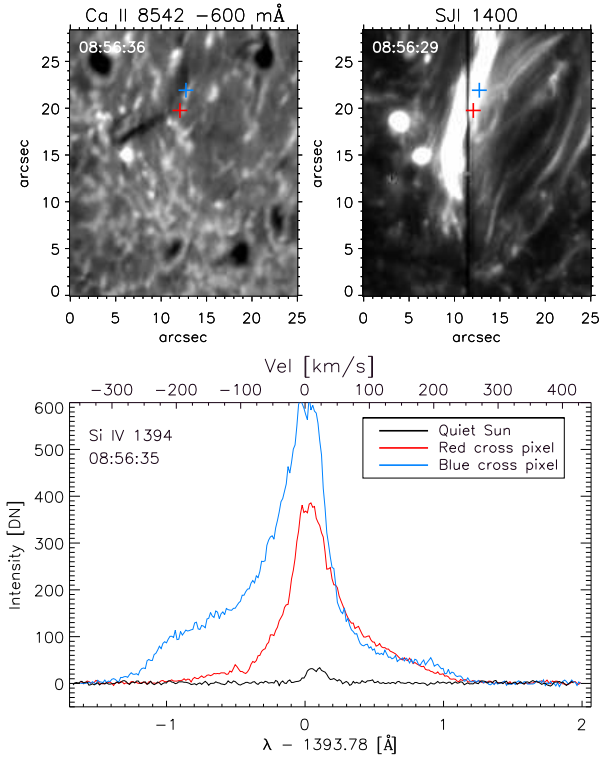 Ca II 8542 −600 mÅ
SJI 1400
08:56:36
08:56:29
25
20
15
10
5
0
arcsec
0 5 10 15 20 25
arcsec
25
20
15
10
5
0
arcsec
0 5 10 15 20 25
arcsec
Vel [km/s]
−300 −200 −100 0 100 200 300 400
Si IV 1394
08:56:35
Quiet Sun
Red cross pixel
Blue cross pixel
600
500
400
300
200
100
0
Intensity [DN]
−1 0 1 2
λ − 1393.78 [Å]